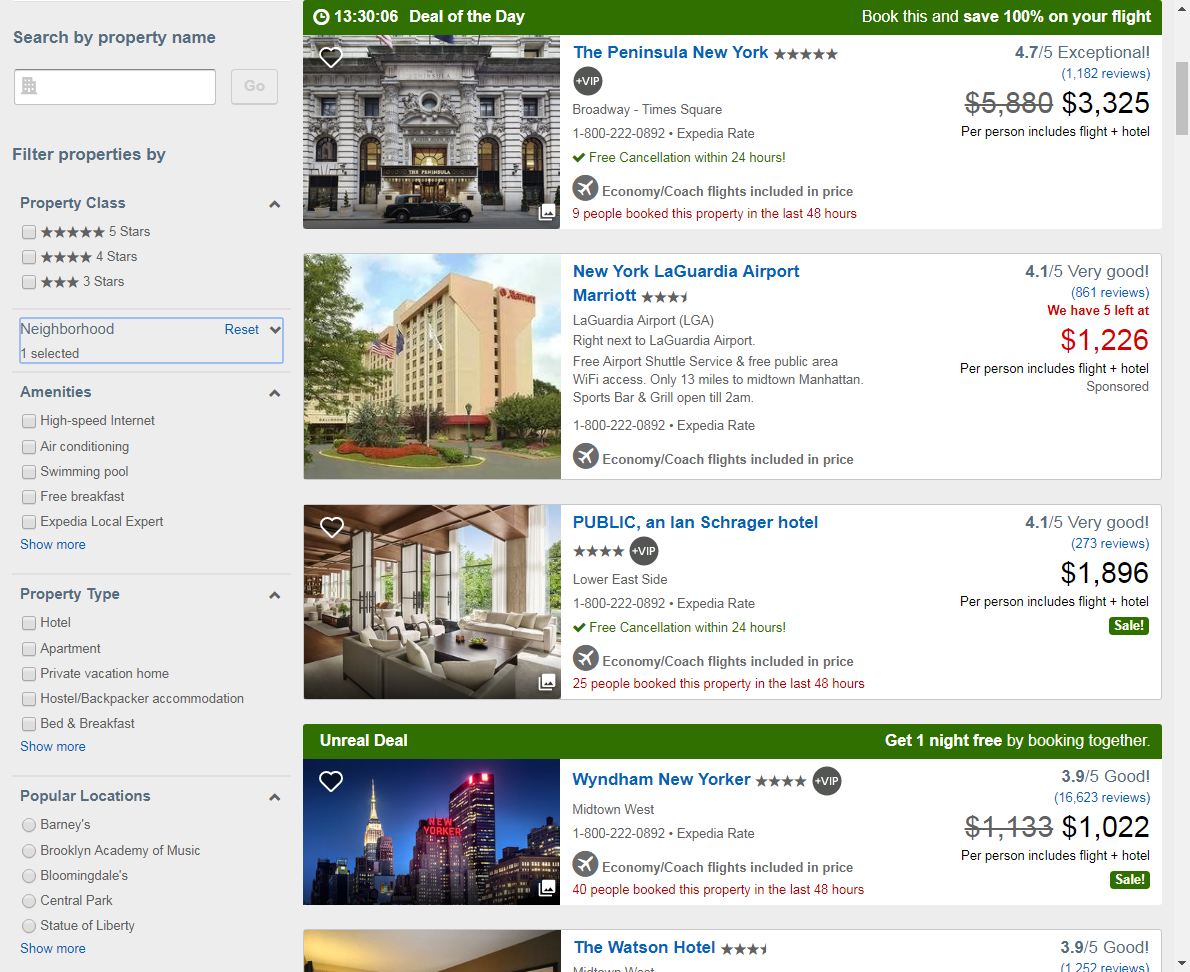 Search by property name
Go
Filter properties by
Property Class
5 Stars
4 Stars
3 Stars
Neighborhood Reset
1 selected
Amenities
High-speed Internet
Air conditioning
Swimming pool
Free breakfast
Expedia Local Expert
Show more
Property Type
Hotel
Apartment
Private vacation home
Hostel/Backpacker accommodation
Bed & Breakfast
Show more
Popular Locations
Barney's
Brooklyn Academy of Music
Bloomingdale's
Central Park
Statue of Liberty
Show more
13:30:06 Deal of the Day
Book this and save 100% on your flight
THE PENINSULA
The Peninsula New York
+VIP
Broadway - Times Square
1-800-222-0892 • Expedia Rate
Free Cancellation within 24 hours!
Economy/Coach flights included in price
9 people booked this property in the last 48 hours
4.7/5 Exceptional!
(1,182 reviews)
$5,880 $3,325
Per person includes flight + hotel
Marriott
New York LaGuardia Airport
Marriott
LaGuardia Airport (LGA)
Right next to LaGuardia Airport.
Free Airport Shuttle Service & free public area
WiFi access. Only 13 miles to midtown Manhattan.
Sports Bar & Grill open till 2am.
1-800-222-0892 • Expedia Rate
Economy/Coach flights included in price
4.1/5 Very good!
(861 reviews)
We have 5 left at
$1,226
Per person includes flight + hotel
Sponsored
PUBLIC, an Ian Schrager hotel
+VIP
Lower East Side
1-800-222-0892 • Expedia Rate
Free Cancellation within 24 hours!
Economy/Coach flights included in price
25 people booked this property in the last 48 hours
4.1/5 Very good!
(273 reviews)
$1,896
Per person includes flight + hotel
Sale!
Unreal Deal
Get 1 night free by booking together.
NEW
YORKER
Wyndham New Yorker +VIP
Midtown West
1-800-222-0892 • Expedia Rate
Economy/Coach flights included in price
40 people booked this property in the last 48 hours
3.9/5 Good!
(16,623 reviews)
$1,133 $1,022
Per person includes flight + hotel
Sale!
The Watson Hotel
Midtown West
3.9/5 Good!
(1,252 reviews)